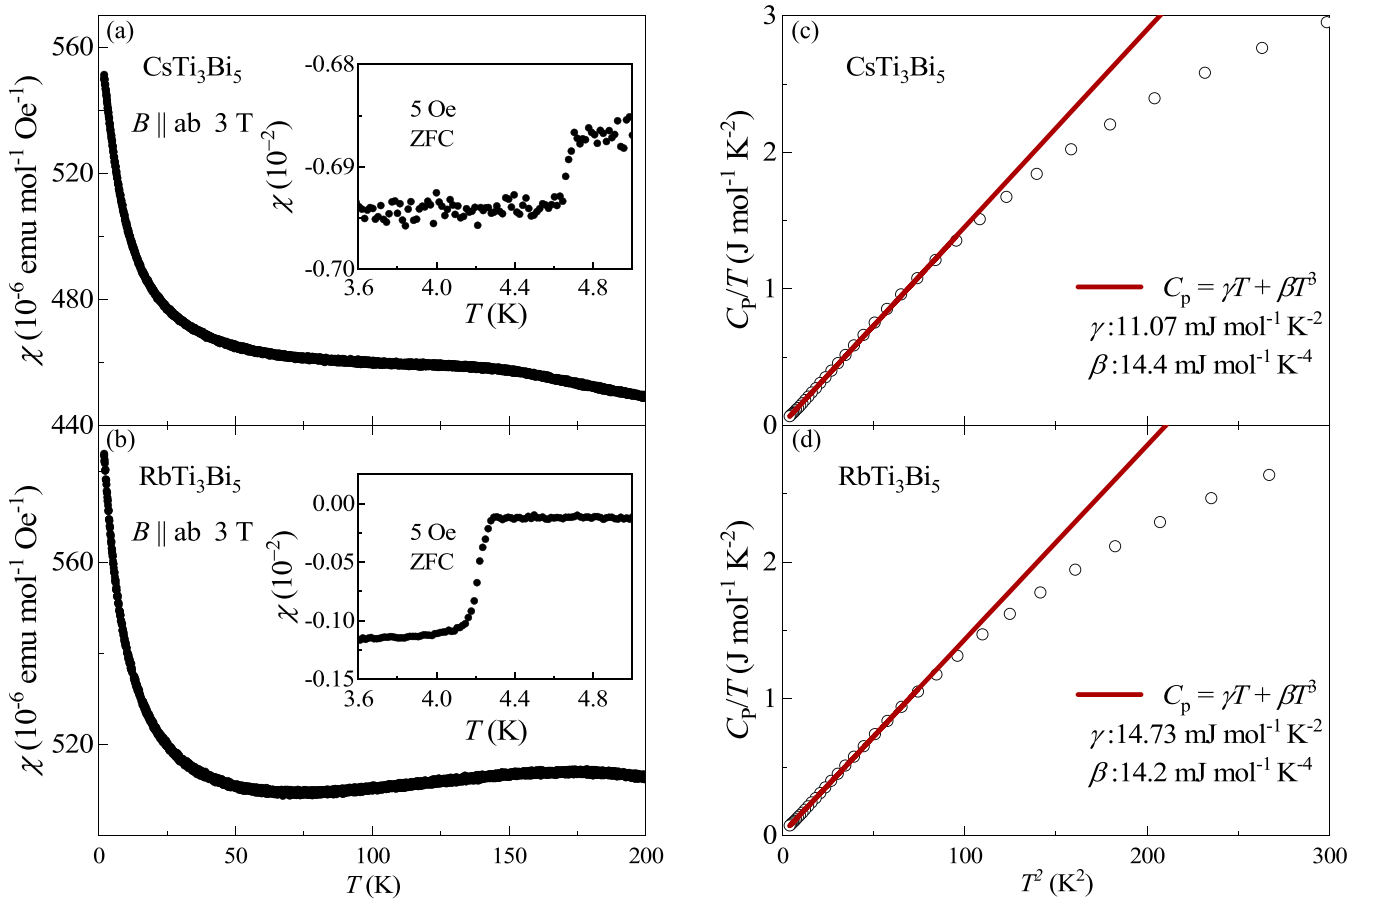 (a)
CsTi₃Bi₅
B || ab 3 T
χ (10⁻⁶ emu mol⁻¹ Oe⁻¹)
560
520
480
440
5 Oe
ZFC
χ (10⁻²)
-0.68
-0.69
-0.70
3.6 4.0 4.4 4.8
T (K)
(b)
RbTi₃Bi₅
B || ab 3 T
χ (10⁻⁶ emu mol⁻¹ Oe⁻¹)
560
520
5 Oe
ZFC
χ (10⁻²)
0.00
-0.05
-0.10
-0.15
3.6 4.0 4.4 4.8
T (K)
0 50 100 150 200
T (K)
(c)
CsTi₃Bi₅
C_P/T (J mol⁻¹ K⁻²)
3
2
1
0
C_p = γT + βT³
γ :11.07 mJ mol⁻¹ K⁻²
β :14.4 mJ mol⁻¹ K⁻⁴
(d)
RbTi₃Bi₅
C_P/T (J mol⁻¹ K⁻²)
2
1
0
C_p = γT + βT³
γ :14.73 mJ mol⁻¹ K⁻²
β :14.2 mJ mol⁻¹ K⁻⁴
0 100 200 300
T² (K²)